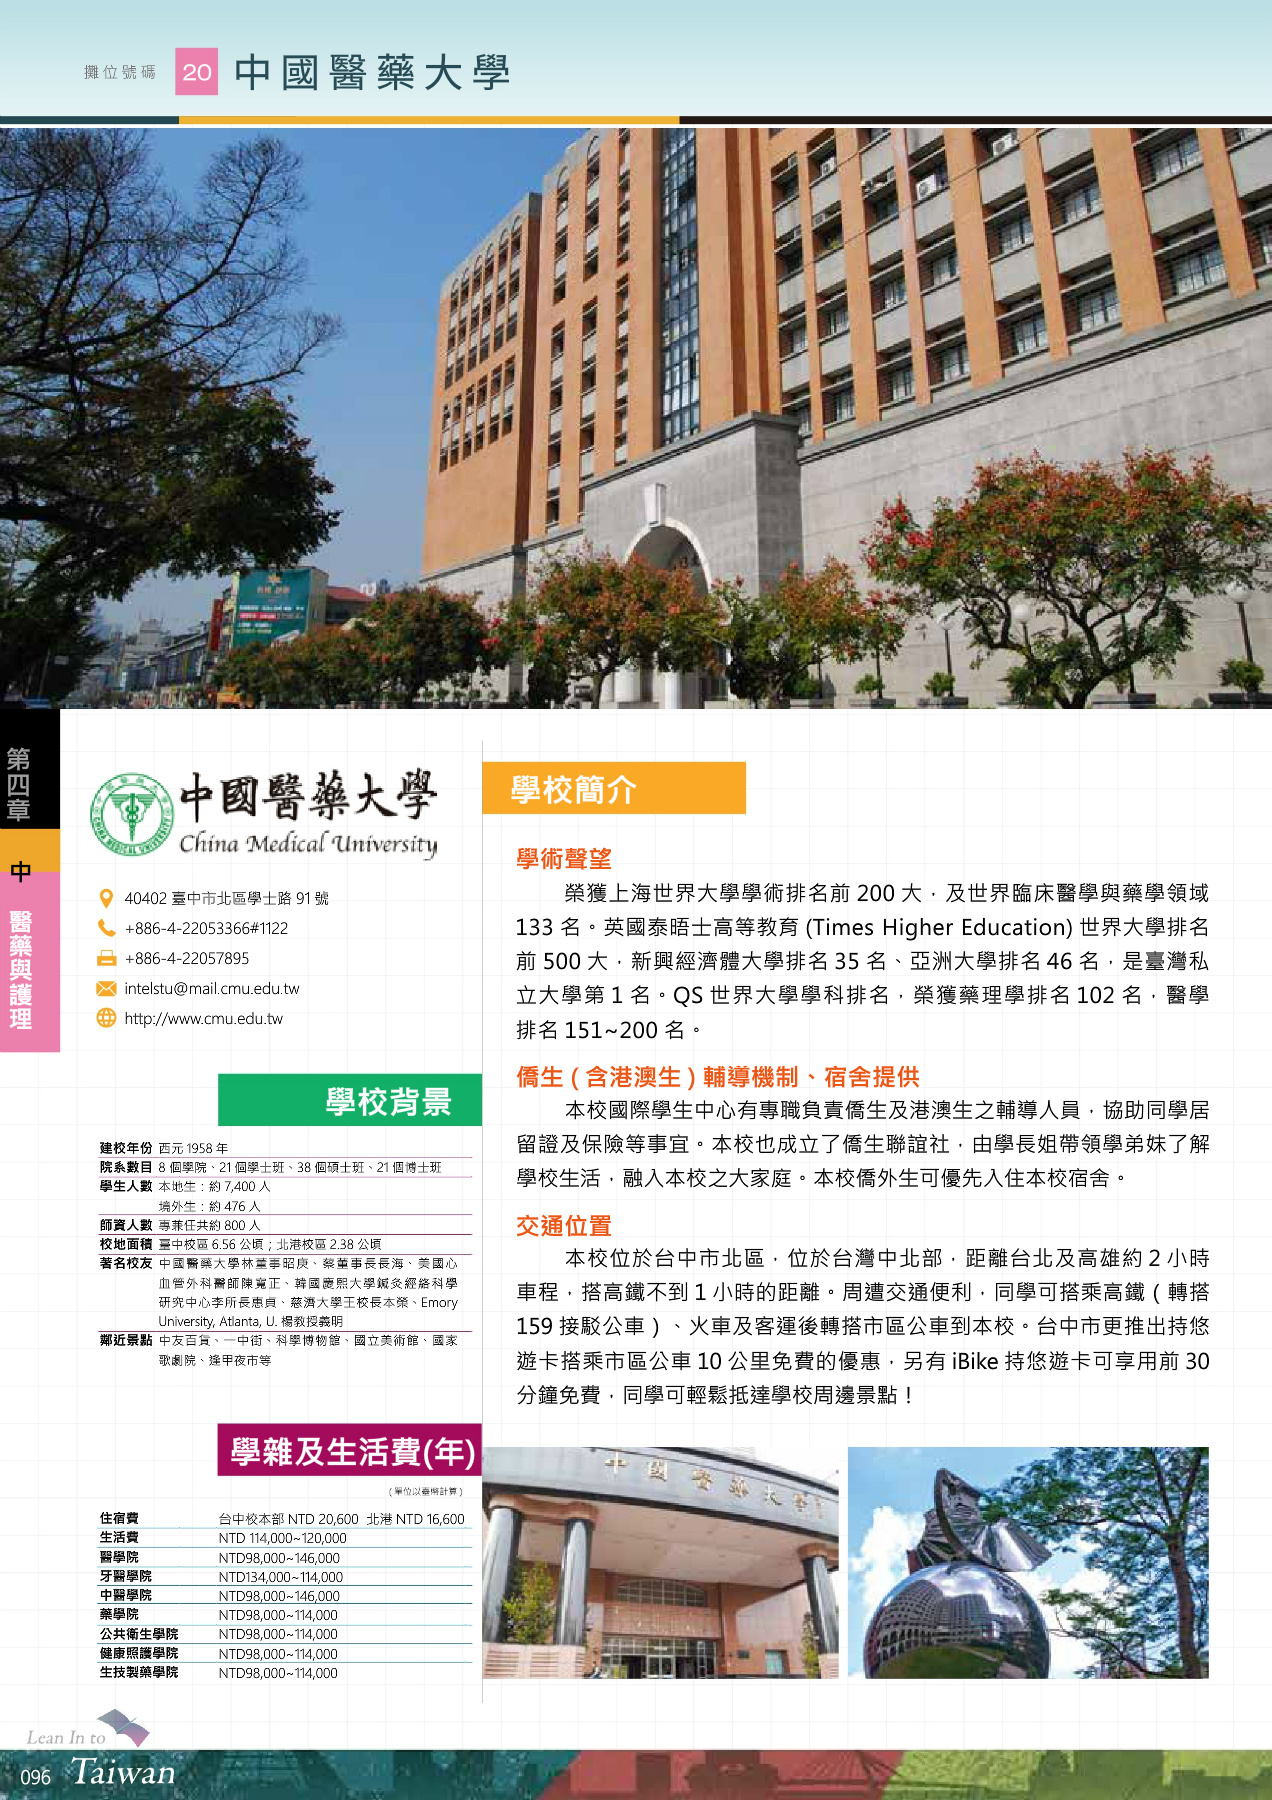 攤位號碼 20 中國醫藥大學
第四章
中
醫藥與護理
中國醫藥大學
China Medical University
40402 臺中市北區學士路 91 號
+886-4-22053366#1122
+886-4-22057895
intelstu@mail.cmu.edu.tw
http://www.cmu.edu.tw
學校背景
建校年份 西元 1958 年
院系數目 8 個學院、21 個學士班、38 個碩士班、21 個博士班
學生人數 本地生：約 7,400 人
境外生：約 476 人
師資人數 專兼任共約 800 人
校地面積 臺中校區 6.56 公頃；北港校區 2.38 公頃
著名校友 中國醫藥大學林董事昭庚、蔡董事長長海、美國心
血管外科醫師陳寬正、韓國慶熙大學鍼灸經絡科學
研究中心李所長惠貞、慈濟大學王校長本榮、Emory
University, Atlanta, U. 楊教授義明
鄰近景點 中友百貨、一中街、科學博物館、國立美術館、國家
歌劇院、逢甲夜市等
學雜及生活費(年)
（單位以臺幣計算）
住宿費 台中校本部 NTD 20,600 北港 NTD 16,600
生活費 NTD 114,000~120,000
醫學院 NTD98,000~146,000
牙醫學院 NTD134,000~114,000
中醫學院 NTD98,000~146,000
藥學院 NTD98,000~114,000
公共衛生學院 NTD98,000~114,000
健康照護學院 NTD98,000~114,000
生技製藥學院 NTD98,000~114,000
學校簡介
學術聲望
榮獲上海世界大學學術排名前 200 大，及世界臨床醫學與藥學領域
133 名。英國泰晤士高等教育 (Times Higher Education) 世界大學排名
前 500 大，新興經濟體大學排名 35 名、亞洲大學排名 46 名，是臺灣私
立大學第 1 名。QS 世界大學學科排名，榮獲藥理學排名 102 名，醫學
排名 151~200 名。
僑生 ( 含港澳生 ) 輔導機制、宿舍提供
本校國際學生中心有專職負責僑生及港澳生之輔導人員，協助同學居
留證及保險等事宜。本校也成立了僑生聯誼社，由學長姐帶領學弟妹了解
學校生活，融入本校之大家庭。本校僑外生可優先入住本校宿舍。
交通位置
本校位於台中市北區，位於台灣中北部，距離台北及高雄約 2 小時
車程，搭高鐵不到 1 小時的距離。周遭交通便利，同學可搭乘高鐵（轉搭
159 接駁公車）、火車及客運後轉搭市區公車到本校。台中市更推出持悠
遊卡搭乘市區公車 10 公里免費的優惠，另有 iBike 持悠遊卡可享用前 30
分鐘免費，同學可輕鬆抵達學校周邊景點！
中國醫藥大學
Lean In to
Taiwan
096